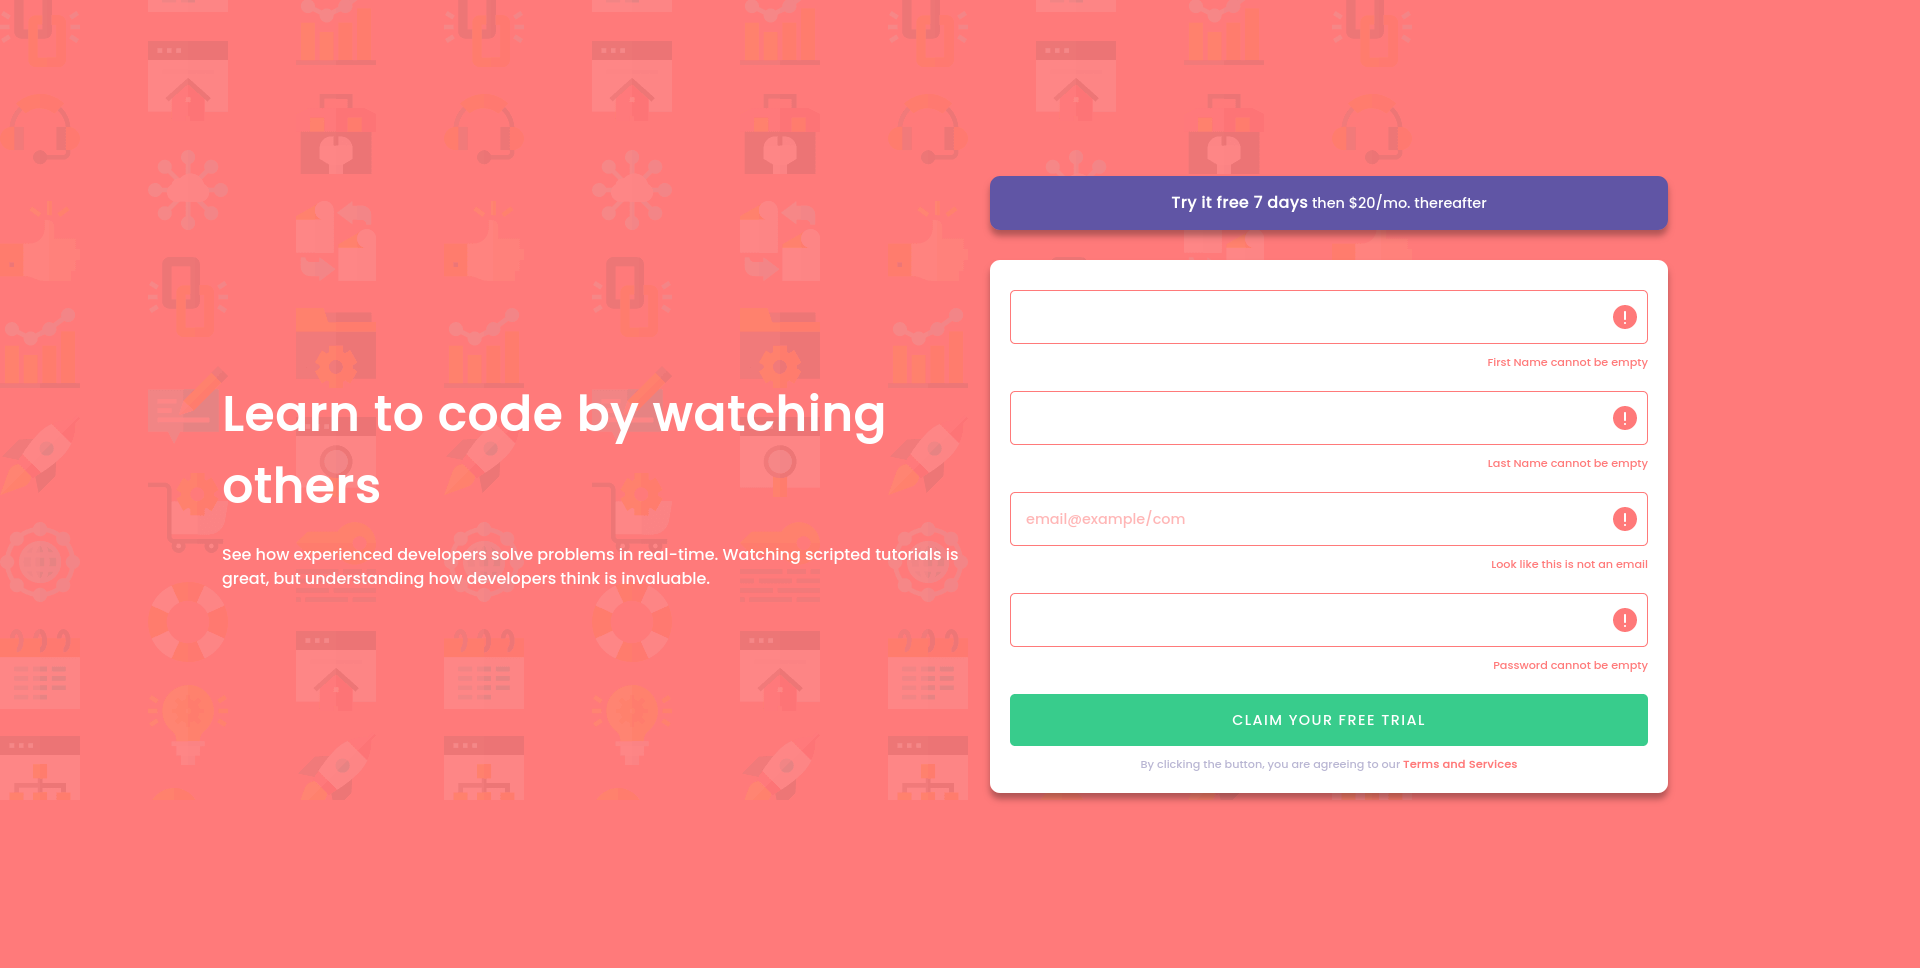 Learn to code by watching
others
See how experienced developers solve problems in real-time. Watching scripted tutorials is
great, but understanding how developers think is invaluable.
Try it free 7 days then $20/mo. thereafter
First Name cannot be empty
Last Name cannot be empty
email@example/com
Look like this is not an email
Password cannot be empty
CLAIM YOUR FREE TRIAL
By clicking the button, you are agreeing to our Terms and Services